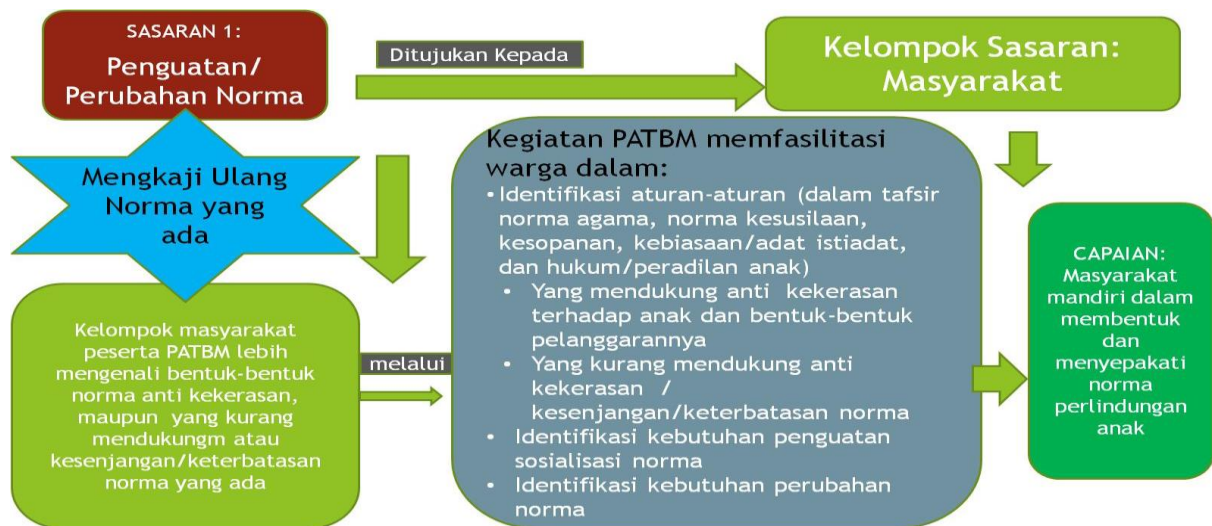 SASARAN 1:
Penguatan/
Perubahan Norma
Ditujukan Kepada
Kelompok Sasaran:
Masyarakat
Mengkaji Ulang
Norma yang
ada
Kelompok masyarakat
peserta PATBM lebih
mengenali bentuk-bentuk
norma anti kekerasan,
maupun yang kurang
mendukungm atau
kesenjangan/keterbatasan
norma yang ada
melalui
Kegiatan PATBM memfasilitasi
warga dalam:
•Identifikasi aturan-aturan (dalam tafsir
norma agama, norma kesusilaan,
kesopanan, kebiasaan/adat istiadat,
dan hukum/peradilan anak)
• Yang mendukung anti kekerasan
terhadap anak dan bentuk-bentuk
pelanggarannya
• Yang kurang mendukung anti
kekerasan /
kesenjangan/keterbatasan norma
• Identifikasi kebutuhan penguatan
sosialisasi norma
• Identifikasi kebutuhan perubahan
norma
CAPAIAN:
Masyarakat
mandiri dalam
membentuk
dan
menyepakati
norma
perlindungan
anak